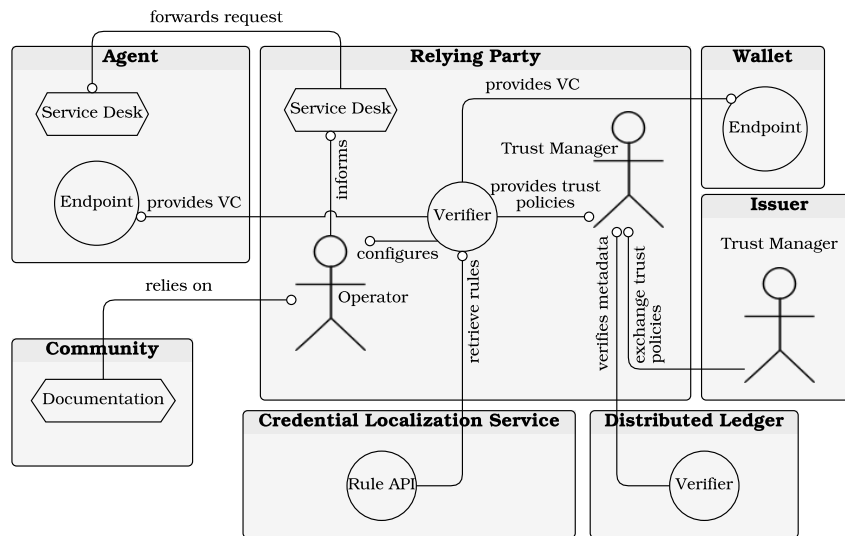 forwards request
Agent
Relying Party
Wallet
Service Desk
Service Desk
provides VC
Endpoint
Trust Manager
informs
Endpoint
provides VC
Verifier
provides trust
policies
Issuer
Trust Manager
configures
relies on
Operator
retrieve rules
verifies metadata
exchange trust
policies
Community
Documentation
Credential Localization Service
Distributed Ledger
Rule API
Verifier